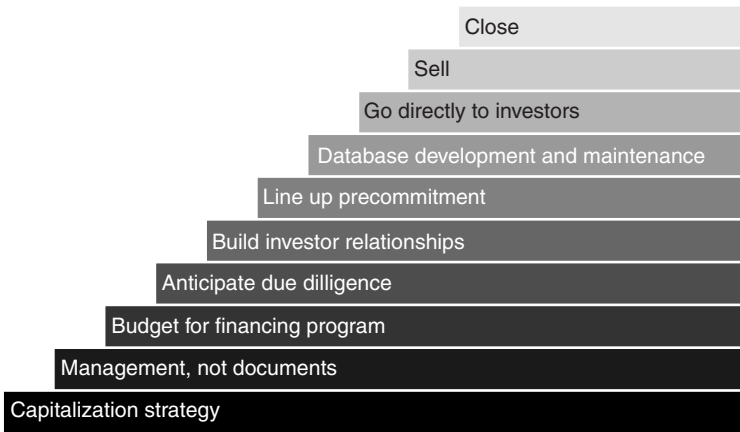 Close
Sell
Go directly to investors
Database development and maintenance
Line up precommitment
Build investor relationships
Anticipate due dilligence
Budget for financing program
Management, not documents
Capitalization strategy